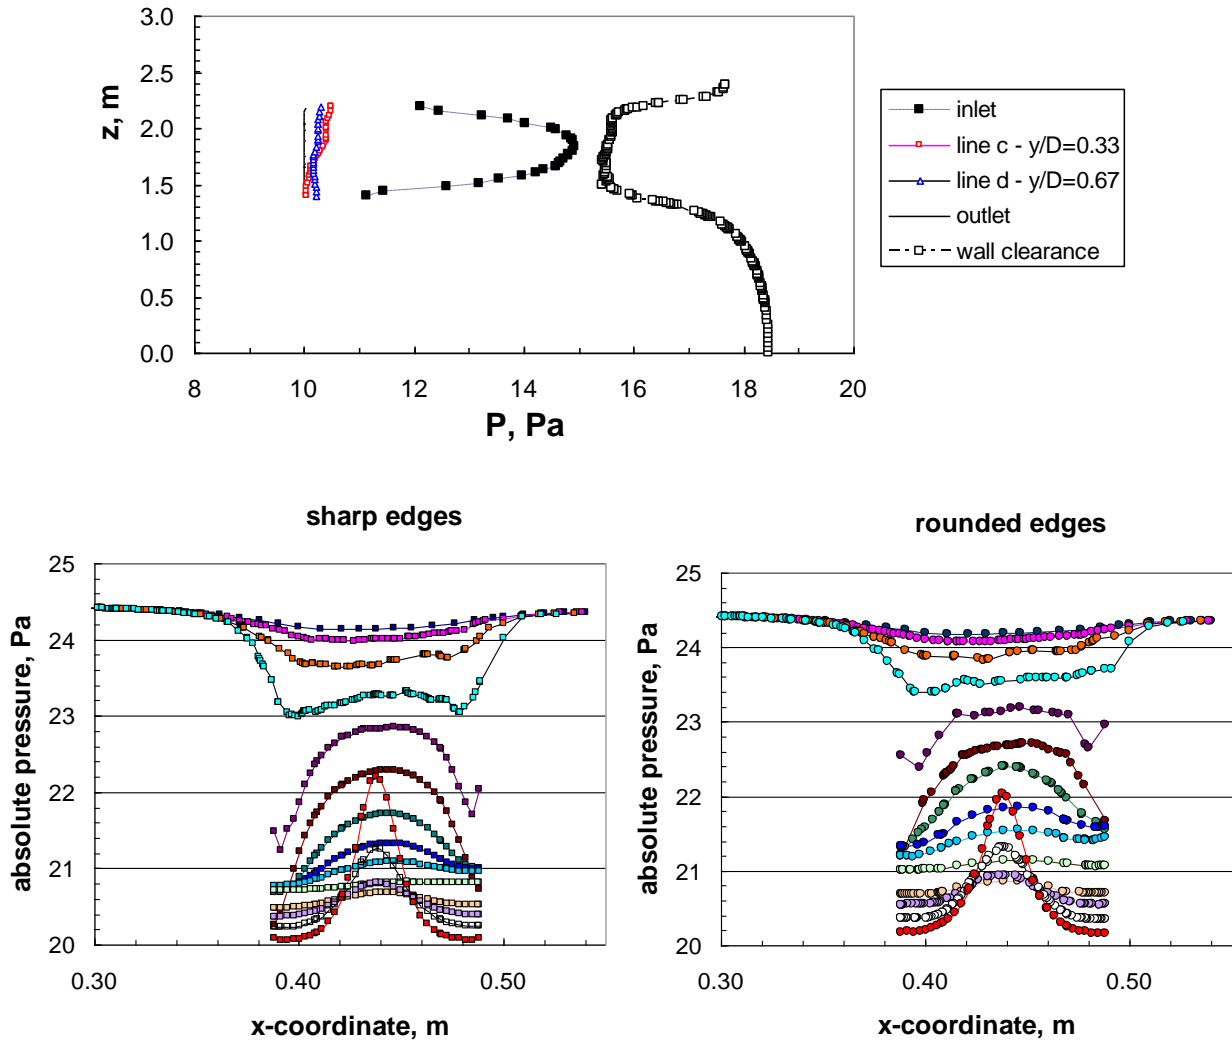 3.0
2.5
2.0
1.5
1.0
0.5
0.0
z, m
8 10 12 14 16 18 20
P, Pa
inlet
line c - y/D=0.33
line d - y/D=0.67
outlet
wall clearance
sharp edges
25
24
23
22
21
20
absolute pressure, Pa
0.30 0.40 0.50
x-coordinate, m
rounded edges
25
24
23
22
21
20
absolute pressure, Pa
0.30 0.40 0.50
x-coordinate, m